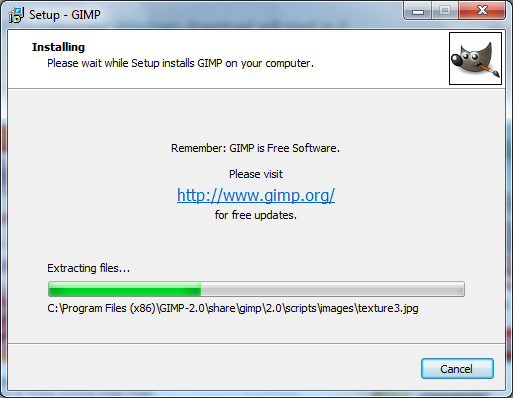 Setup - GIMP
Installing
Please wait while Setup installs GIMP on your computer.
Remember: GIMP is Free Software.
Please visit
http://www.gimp.org/
for free updates.
Extracting files...
C:\Program Files (x86)\GIMP-2.0\share\gimp\2.0\scripts\images\texture3.jpg
Cancel